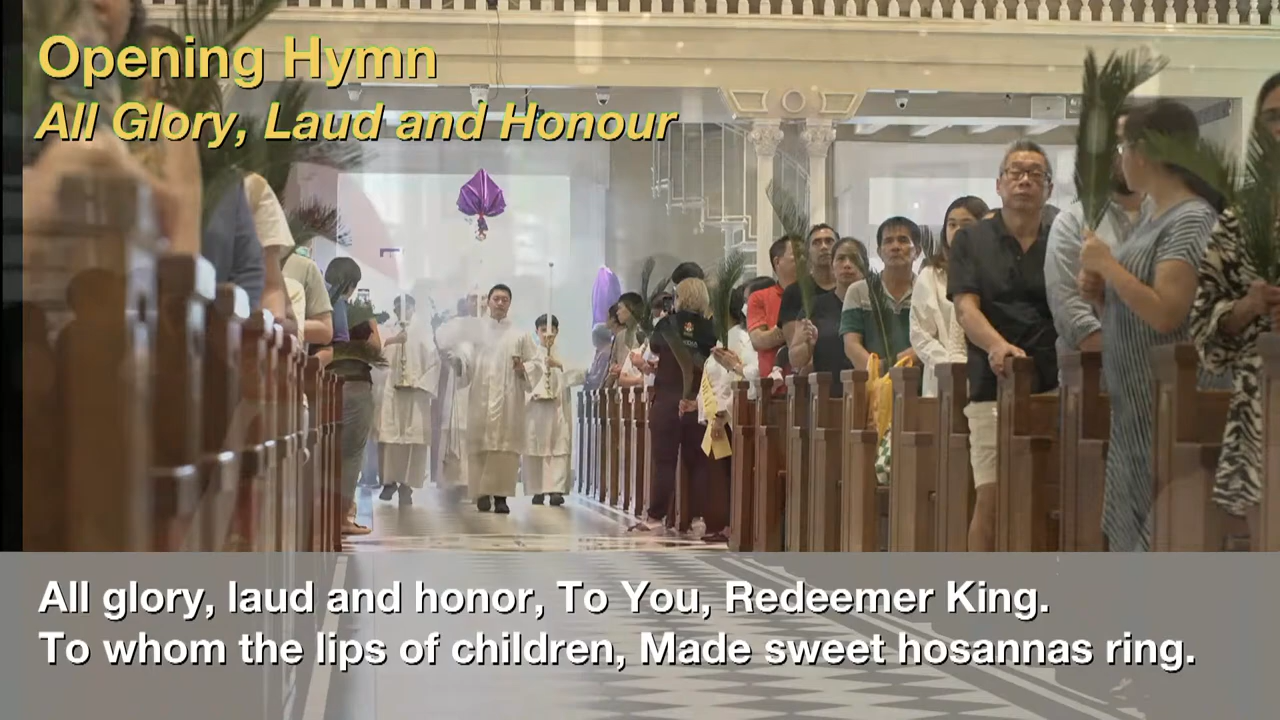 Opening Hymn
All Glory, Laud and Honour
All glory, laud and honor, To You, Redeemer King.
To whom the lips of children, Made sweet hosannas ring.